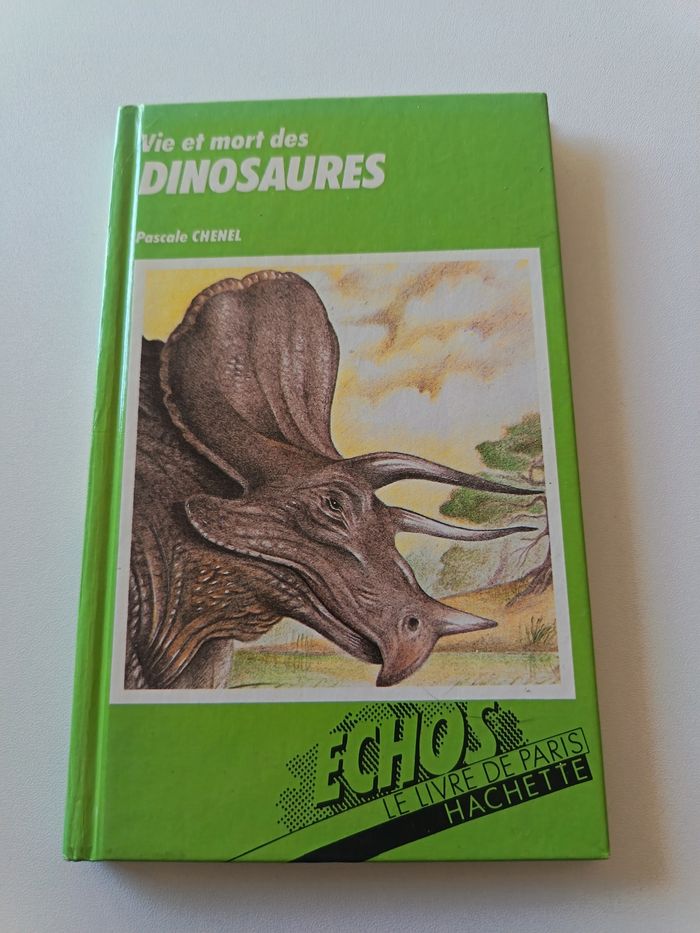 Vie et mort des
DINOSAURES
Pascale CHENEL
ECHOS
LE LIVRE DE PARIS
HACHETTE